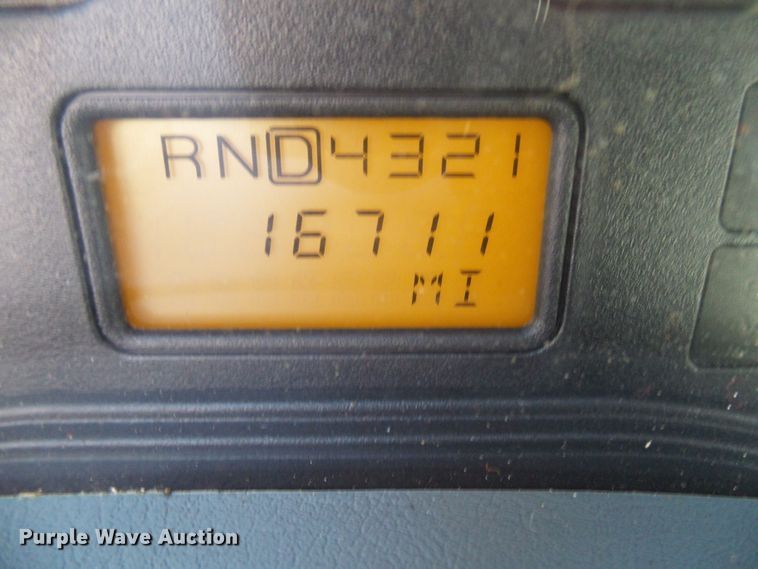 RND4321
16711
MI
Purple Wave Auction